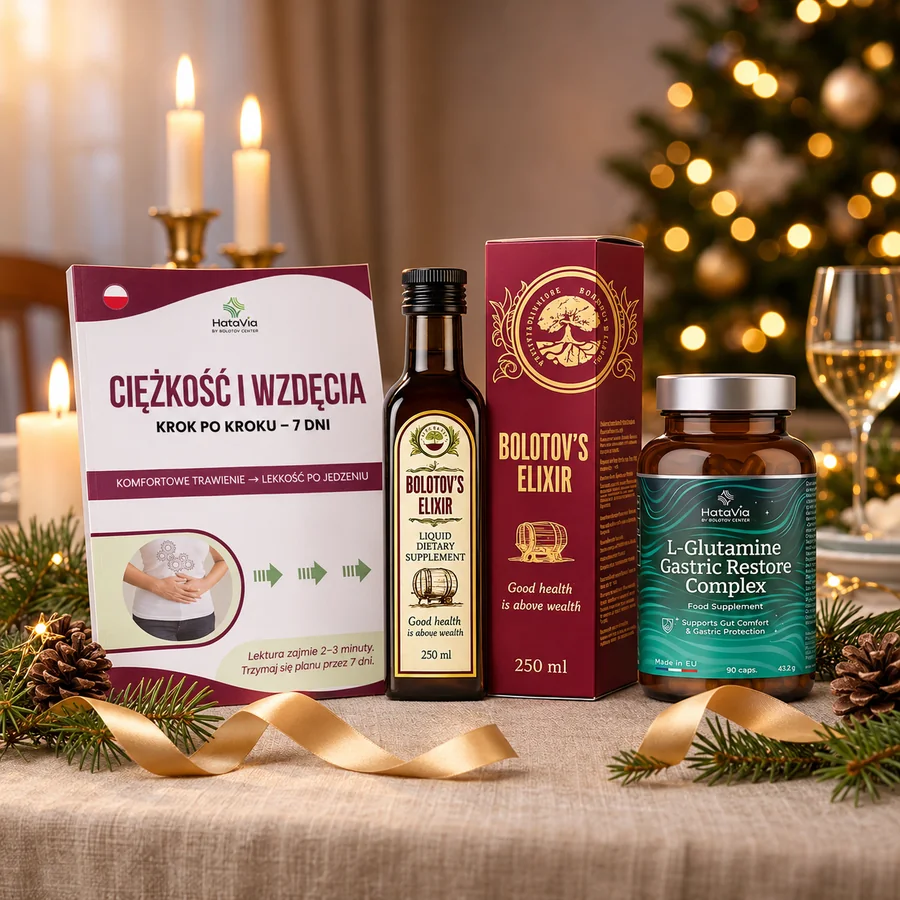 HataVia
BY BOLOTOV CENTER
CIĘŻKOŚĆ I WZDĘCIA
KROK PO KROKU – 7 DNI
KOMFORTOWE TRAWIENIE → LEKKOŚĆ PO JEDZENIU
Lektura zajmie 2–3 minuty.
Trzymaj się planu przez 7 dni.
BOLOTOV'S
ELIXIR
LIQUID
DIETARY
SUPPLEMENT
Good health
is above wealth
250 ml
BOLOTOV'S
ELIXIR
Good health
is above wealth
250 ml
HataVia
BY BOLOTOV CENTER
L-Glutamine
Gastric Restore
Complex
Food Supplement
Supports Gut Comfort
& Gastric Protection
Made in EU
90 caps.
43,2 g